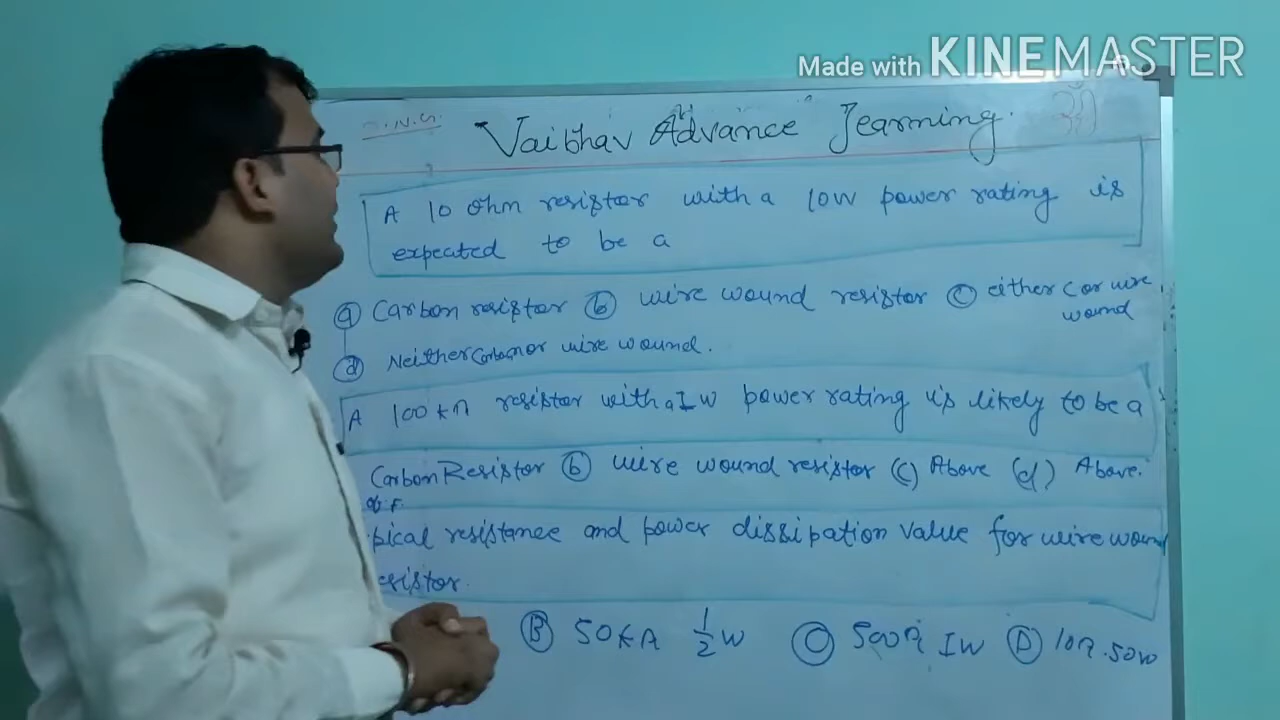 Made with KINEMASTER
Vaibhav Advance Learning.
A 10 ohm resistor with a 10W power rating is
expeated to be a
(a) Carbon resistor (b) wire wound resistor (c) either C or wire
wound
(d) Neither Carbon or wire wound.
A 100kΩ resistor with a 1W power rating is likely to be a
Carbon Resistor (b) wire wound resistor (c) Above (d) Above.
pical resistance and power dissipation value for wire wound
esistor.
(B) 50kΩ 1/2W (C) 500Ω 1W (D) 10Ω.50W